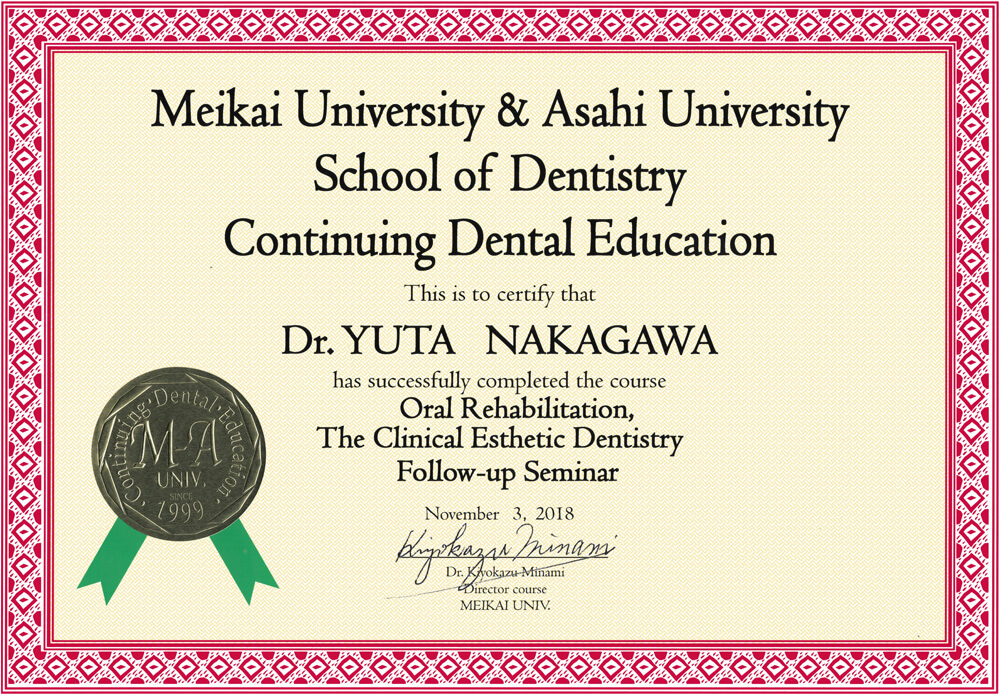 Meikai University & Asahi University
School of Dentistry
Continuing Dental Education
This is to certify that
Dr. YUTA NAKAGAWA
has successfully completed the course
Oral Rehabilitation,
The Clinical Esthetic Dentistry
Follow-up Seminar
Continuing Dental Education
MA
UNIV.
SINCE
1999
November 3, 2018
Kiyokazu Minami
Dr. Kiyokazu Minami
Director course
MEIKAI UNIV.